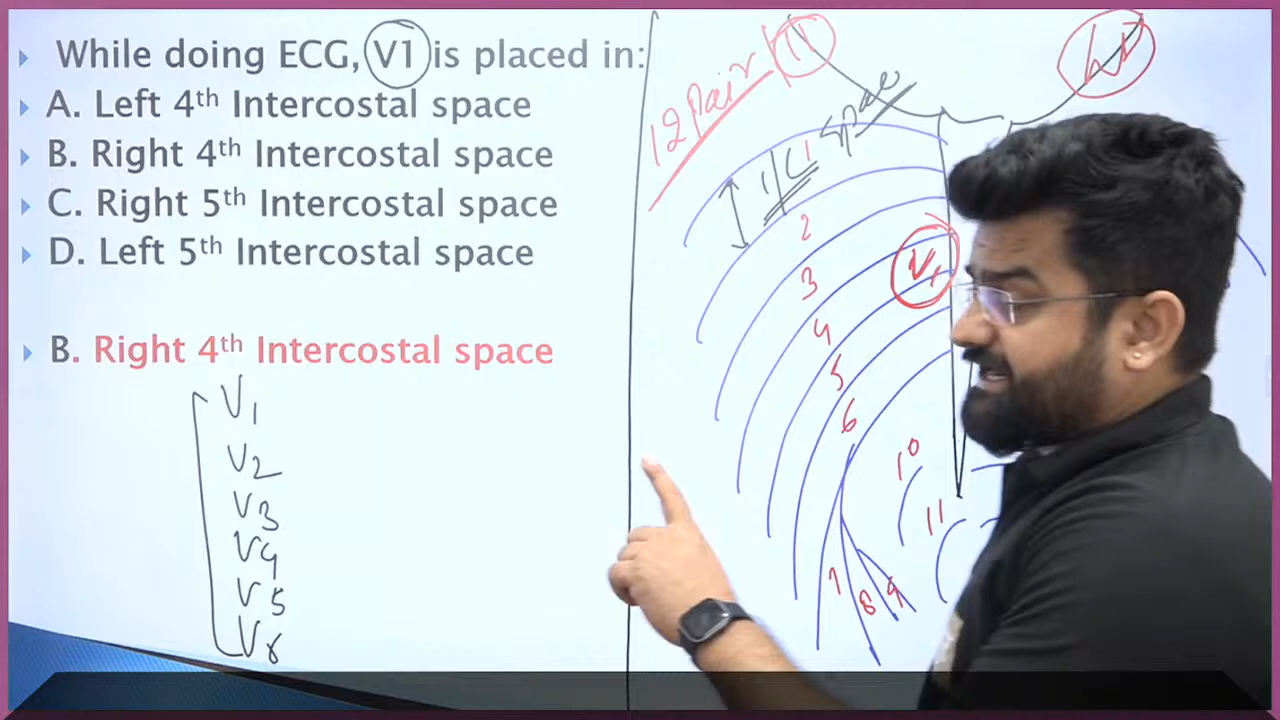 While doing ECG, V1 is placed in:
A. Left 4th Intercostal space
B. Right 4th Intercostal space
C. Right 5th Intercostal space
D. Left 5th Intercostal space
B. Right 4th Intercostal space
V1
V2
V3
V4
V5
V6
12 Pair
I/C space
1
2
3
V1
4
5
6
10
11
7
8
9